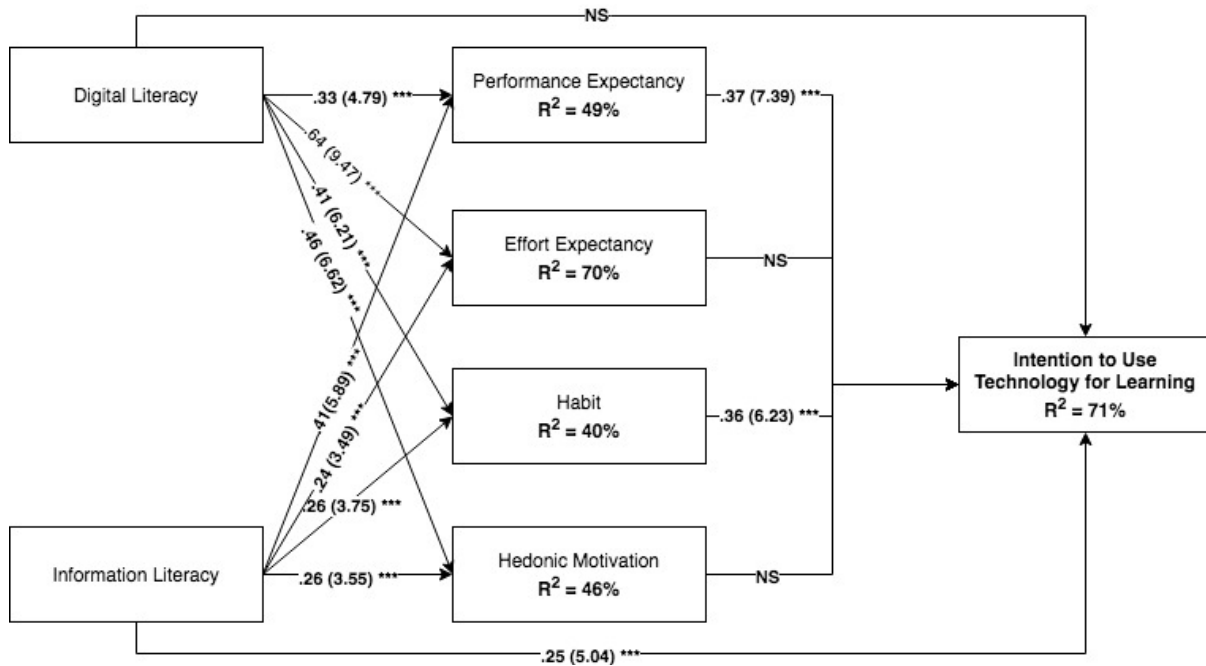 NS
Digital Literacy
Performance Expectancy
R² = 49%
.33 (4.79) ***
.37 (7.39) ***
.64 (9.47) ***
.41 (6.21) ***
.46 (6.62) ***
Effort Expectancy
R² = 70%
NS
Intention to Use
Technology for Learning
R² = 71%
Habit
R² = 40%
.36 (6.23) ***
.41(5.89) ***
.24 (3.49) ***
.26 (3.75) ***
Information Literacy
.26 (3.55) ***
Hedonic Motivation
R² = 46%
NS
.25 (5.04) ***